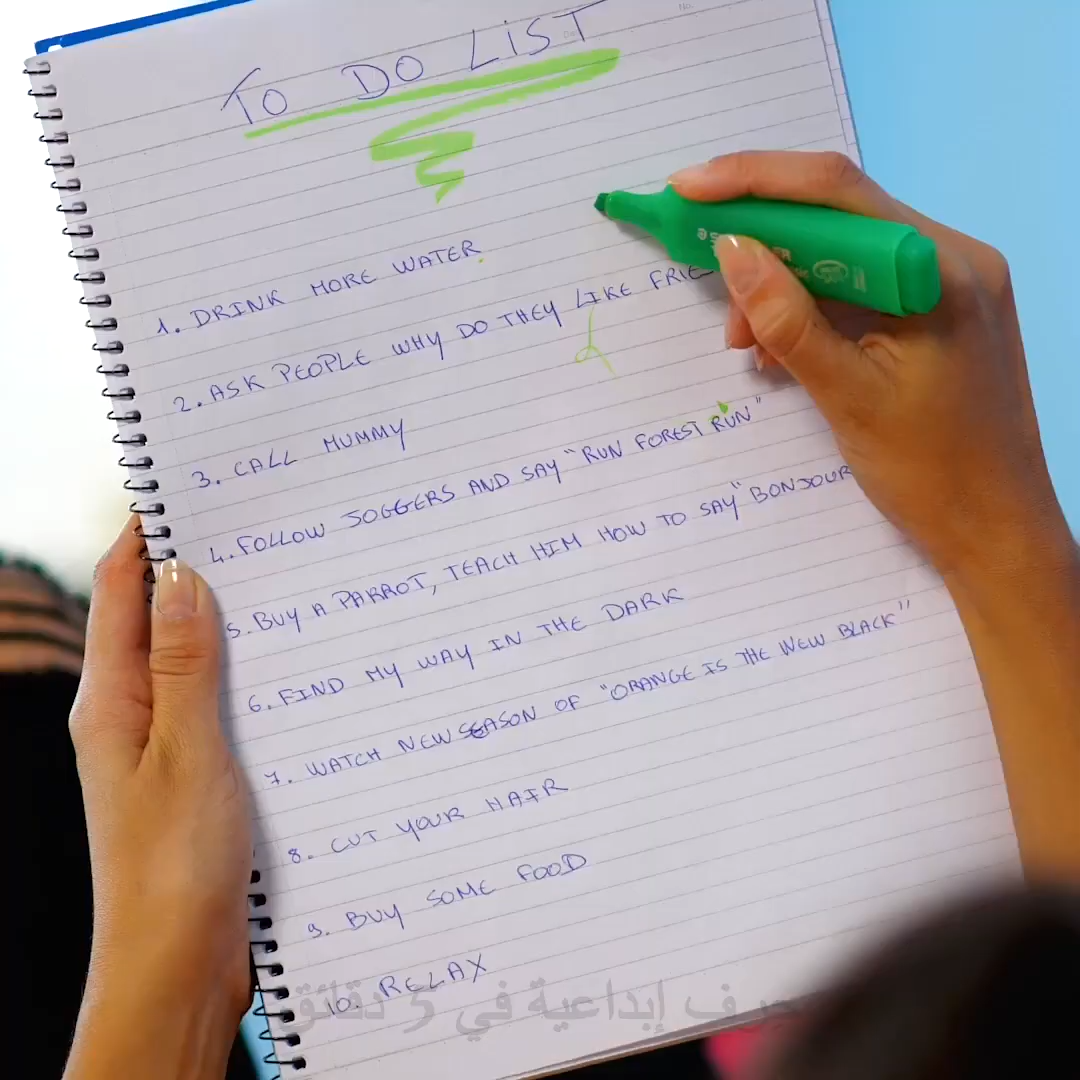 TO DO LIST
1. DRINK MORE WATER.
2. ASK PEOPLE WHY DO THEY LIKE
3. CALL MUMMY
4. FOLLOW JOGGERS AND SAY "RUN FOREST RUN"
5. BUY A PARROT, TEACH HIM HOW TO SAY "BONJOUR
6. FIND MY WAY IN THE DARK
7. WATCH NEW SEASON OF "ORANGE IS THE NEW BLACK"
8. CUT YOUR HAIR
9. BUY SOME FOOD
10. RELAX
إبداعية في 5 دقائق